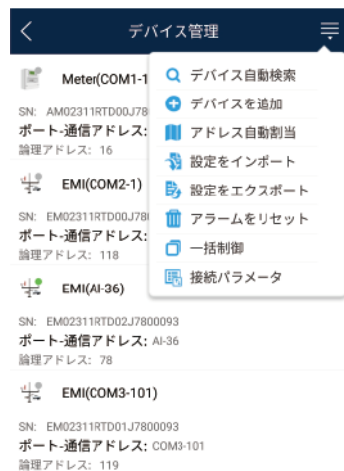 デバイス管理
Meter(COM1-1
SN: AM02311RTD00J78
ポート-通信アドレス:
論理アドレス: 16
EMI(COM2-1)
SN: EM02311RTD00J78
ポート-通信アドレス:
論理アドレス: 118
EMI(AI-36)
SN: EM02311RTD02J7800093
ポート-通信アドレス: AI-36
論理アドレス: 78
EMI(COM3-101)
SN: EM02311RTD01J7800093
ポート-通信アドレス: COM3-101
論理アドレス: 119
デバイス自動検索
デバイスを追加
アドレス自動割当
設定をインポート
設定をエクスポート
アラームをリセット
一括制御
接続パラメータ